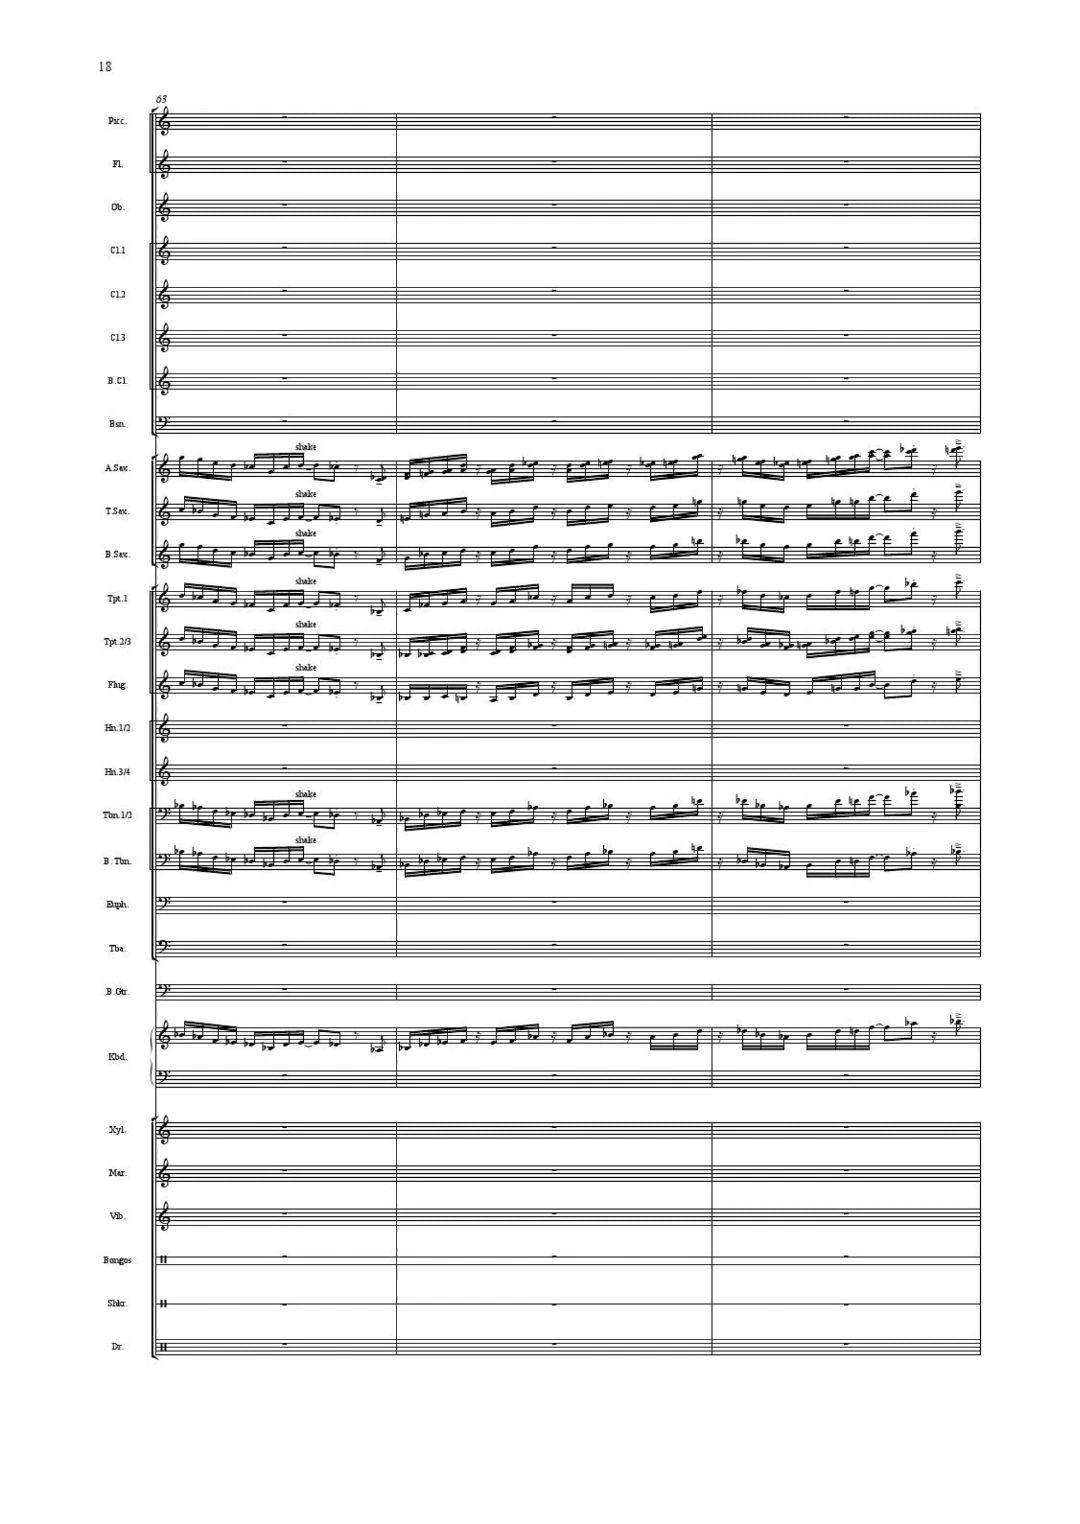 18
63
Picc.
Fl.
Ob.
Cl.1
Cl.2
Cl.3
B.Cl.
Bsn.
shake
A.Sax.
shake
T.Sax.
shake
B.Sax.
shake
Tpt.1
shake
Tpt.2/3
shake
Flug.
Hn.1/2
Hn.3/4
shake
Tbn.1/2
shake
B. Tbn.
Euph.
Tba.
B.Gtr.
Kbd.
Xyl.
Mar.
Vib.
Bongos
Shkr.
Dr.